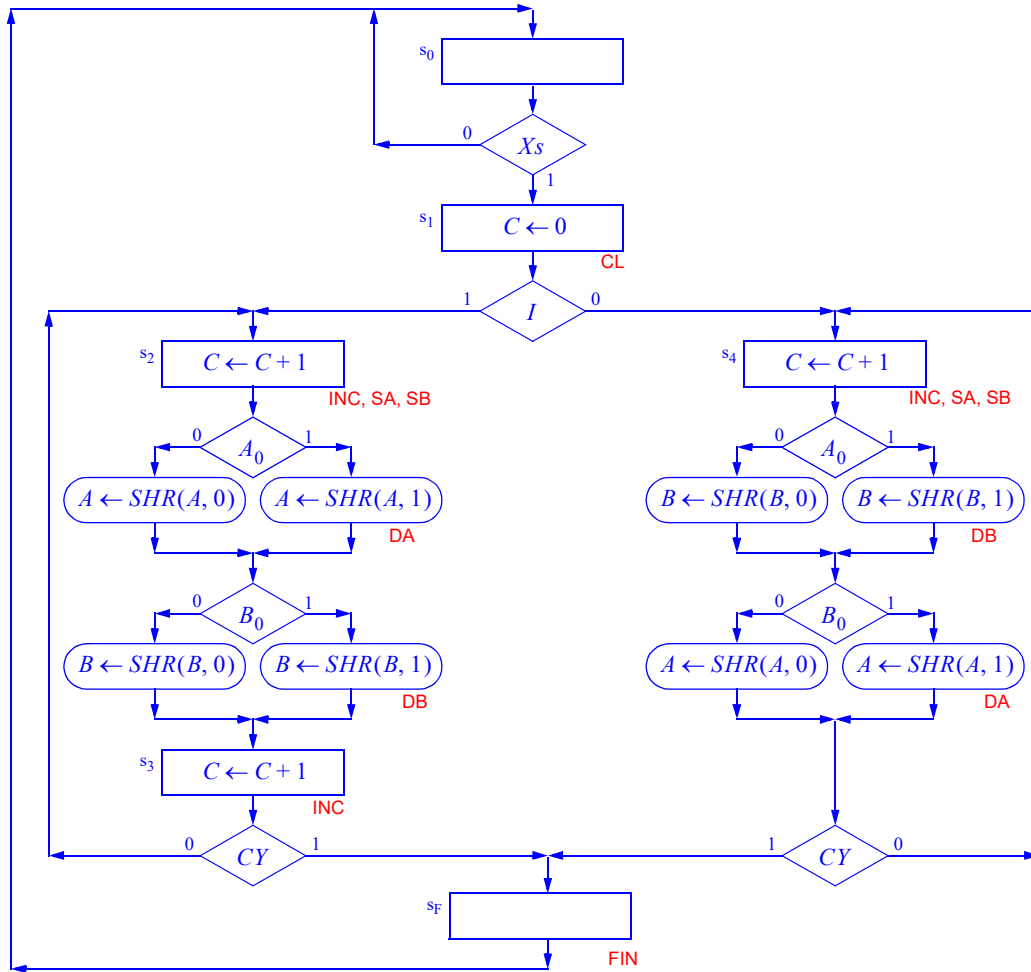 s0
0
Xs
1
s1
C ← 0
CL
1
I
0
s2
C ← C + 1
INC, SA, SB
s4
C ← C + 1
INC, SA, SB
0
A0
1
0
A0
1
A ← SHR(A, 0)
A ← SHR(A, 1)
DA
B ← SHR(B, 0)
B ← SHR(B, 1)
DB
0
B0
1
0
B0
1
B ← SHR(B, 0)
B ← SHR(B, 1)
DB
A ← SHR(A, 0)
A ← SHR(A, 1)
DA
s3
C ← C + 1
INC
0
CY
1
1
CY
0
sF
FIN